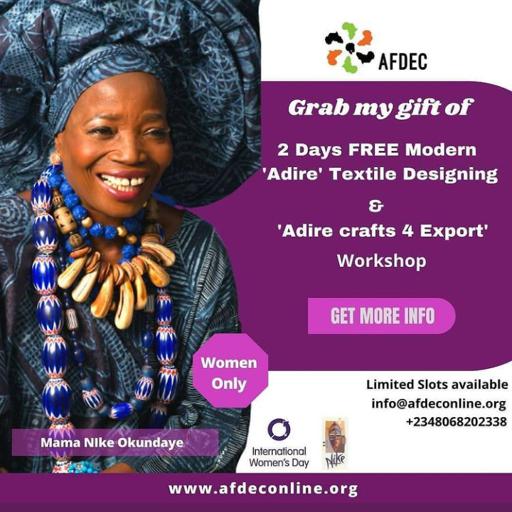 AFDEC
Grab my gift of
2 Days FREE Modern
'Adire' Textile Designing
&
'Adire crafts 4 Export'
Workshop
GET MORE INFO
Women
Only
Limited Slots available
info@afdeconline.org
+2348068202338
Mama NIke Okundaye
International
Women's Day
Nike
www.afdeconline.org